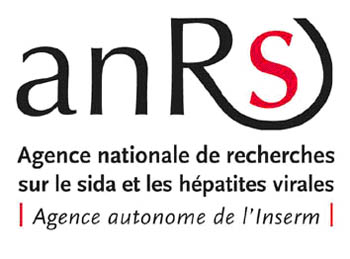 anRS
Agence nationale de recherches
sur le sida et les hépatites virales
| Agence autonome de l'Inserm |